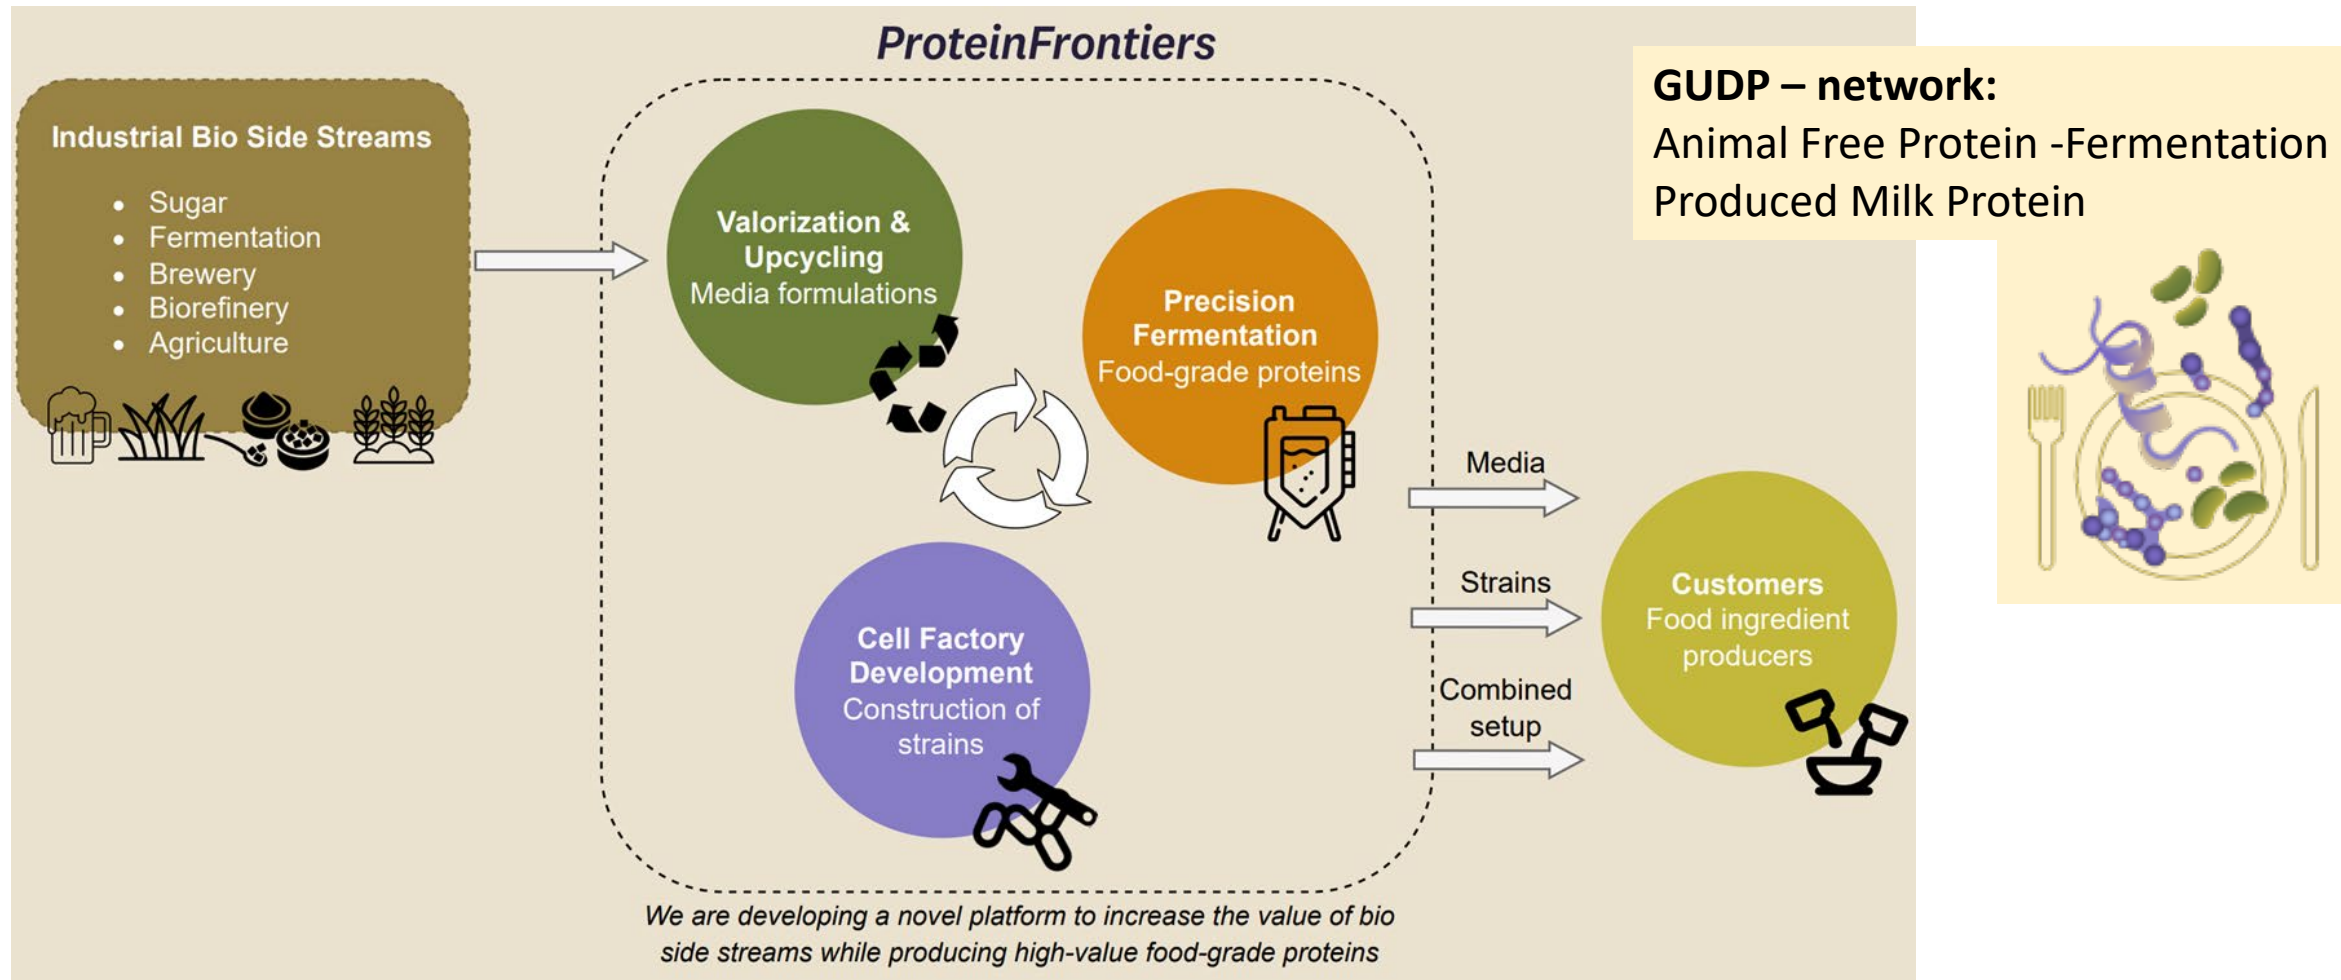 ProteinFrontiers
GUDP – network:
Animal Free Protein -Fermentation
Produced Milk Protein
Industrial Bio Side Streams
• Sugar
• Fermentation
• Brewery
• Biorefinery
• Agriculture
Valorization &
Upcycling
Media formulations
Precision
Fermentation
Food-grade proteins
Cell Factory
Development
Construction of
strains
Media
Strains
Combined
setup
Customers
Food ingredient
producers
We are developing a novel platform to increase the value of bio
side streams while producing high-value food-grade proteins